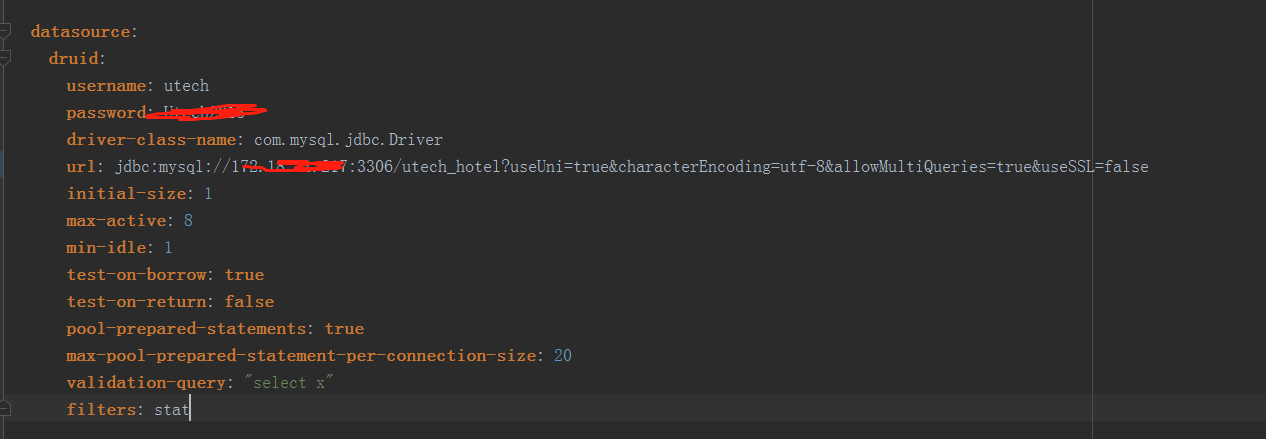 datasource:
druid:
username: utech
password:
driver-class-name: com.mysql.jdbc.Driver
url: jdbc:mysql://172.18 217:3306/utech_hotel?useUni=true&characterEncoding=utf-8&allowMultiQueries=true&useSSL=false
initial-size: 1
max-active: 8
min-idle: 1
test-on-borrow: true
test-on-return: false
pool-prepared-statements: true
max-pool-prepared-statement-per-connection-size: 20
validation-query: "select x"
filters: stat